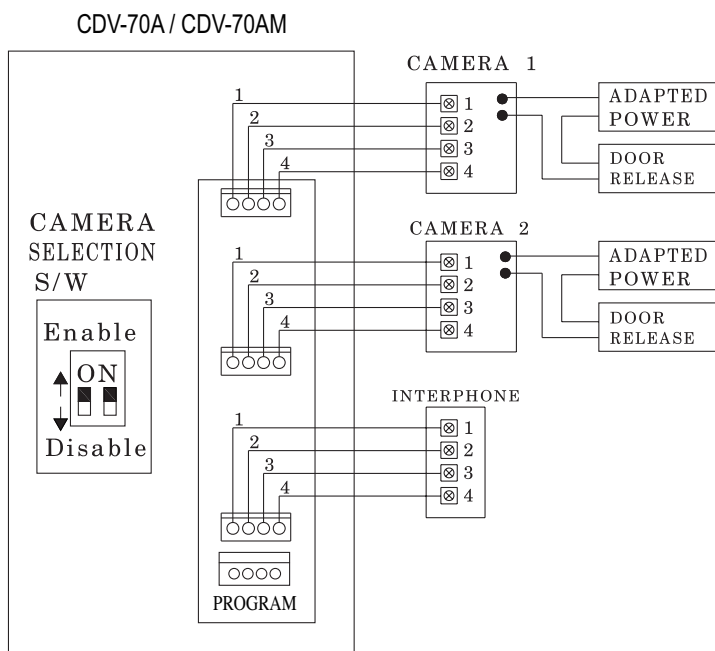 CDV-70A / CDV-70AM
CAMERA 1
1
2
3
4
1
2
3
4
ADAPTED
POWER
DOOR
RELEASE
CAMERA
SELECTION
S/W
Enable
ON
Disable
CAMERA 2
1
2
3
4
1
2
3
4
ADAPTED
POWER
DOOR
RELEASE
INTERPHONE
1
2
3
4
1
2
3
4
PROGRAM